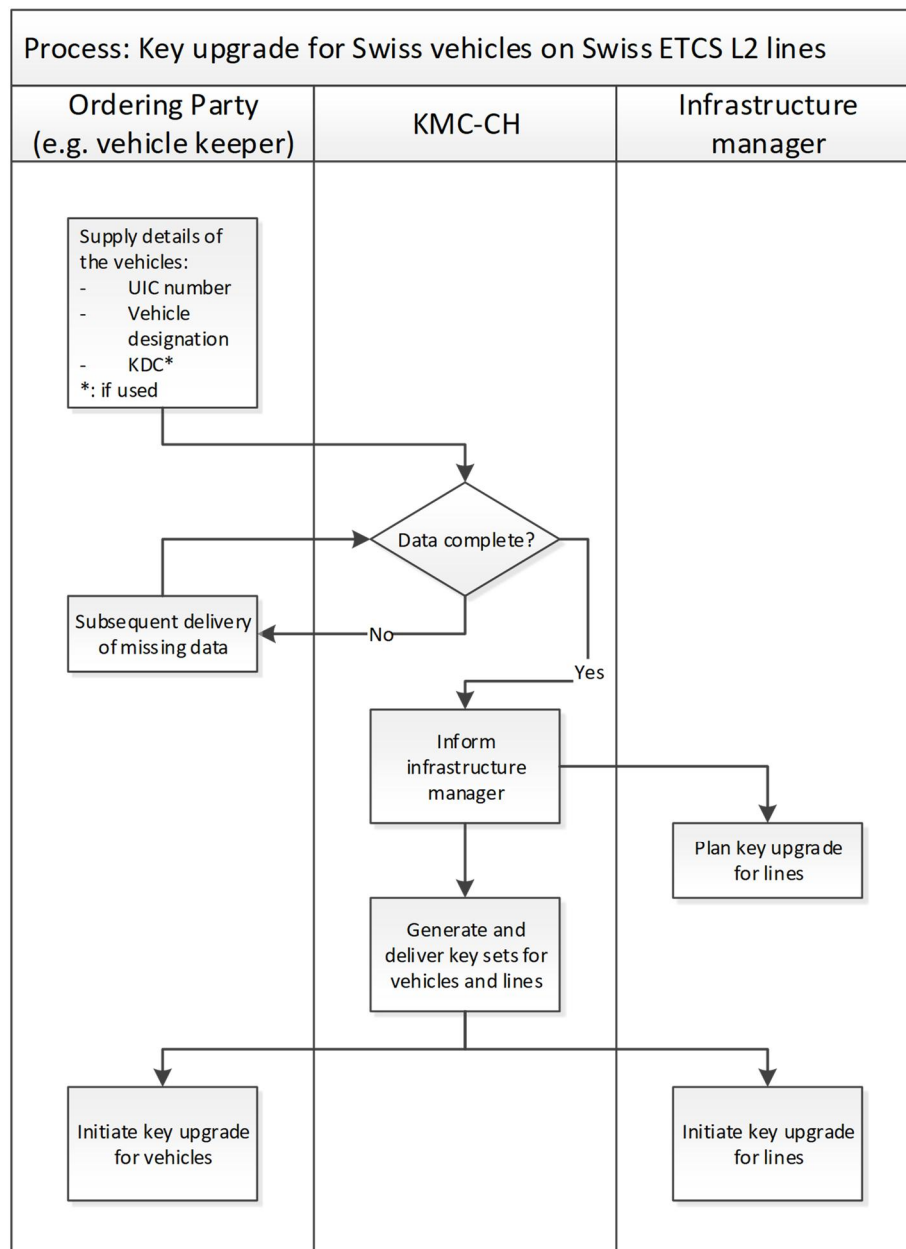 Process: Key upgrade for Swiss vehicles on Swiss ETCS L2 lines
Ordering Party
(e.g. vehicle keeper)
KMC-CH
Infrastructure
manager
Supply details of
the vehicles:
- UIC number
- Vehicle
designation
- KDC*
*: if used
Data complete?
Subsequent delivery
of missing data
No
Yes
Inform
infrastructure
manager
Plan key upgrade
for lines
Generate and
deliver key sets for
vehicles and lines
Initiate key upgrade
for vehicles
Initiate key upgrade
for lines